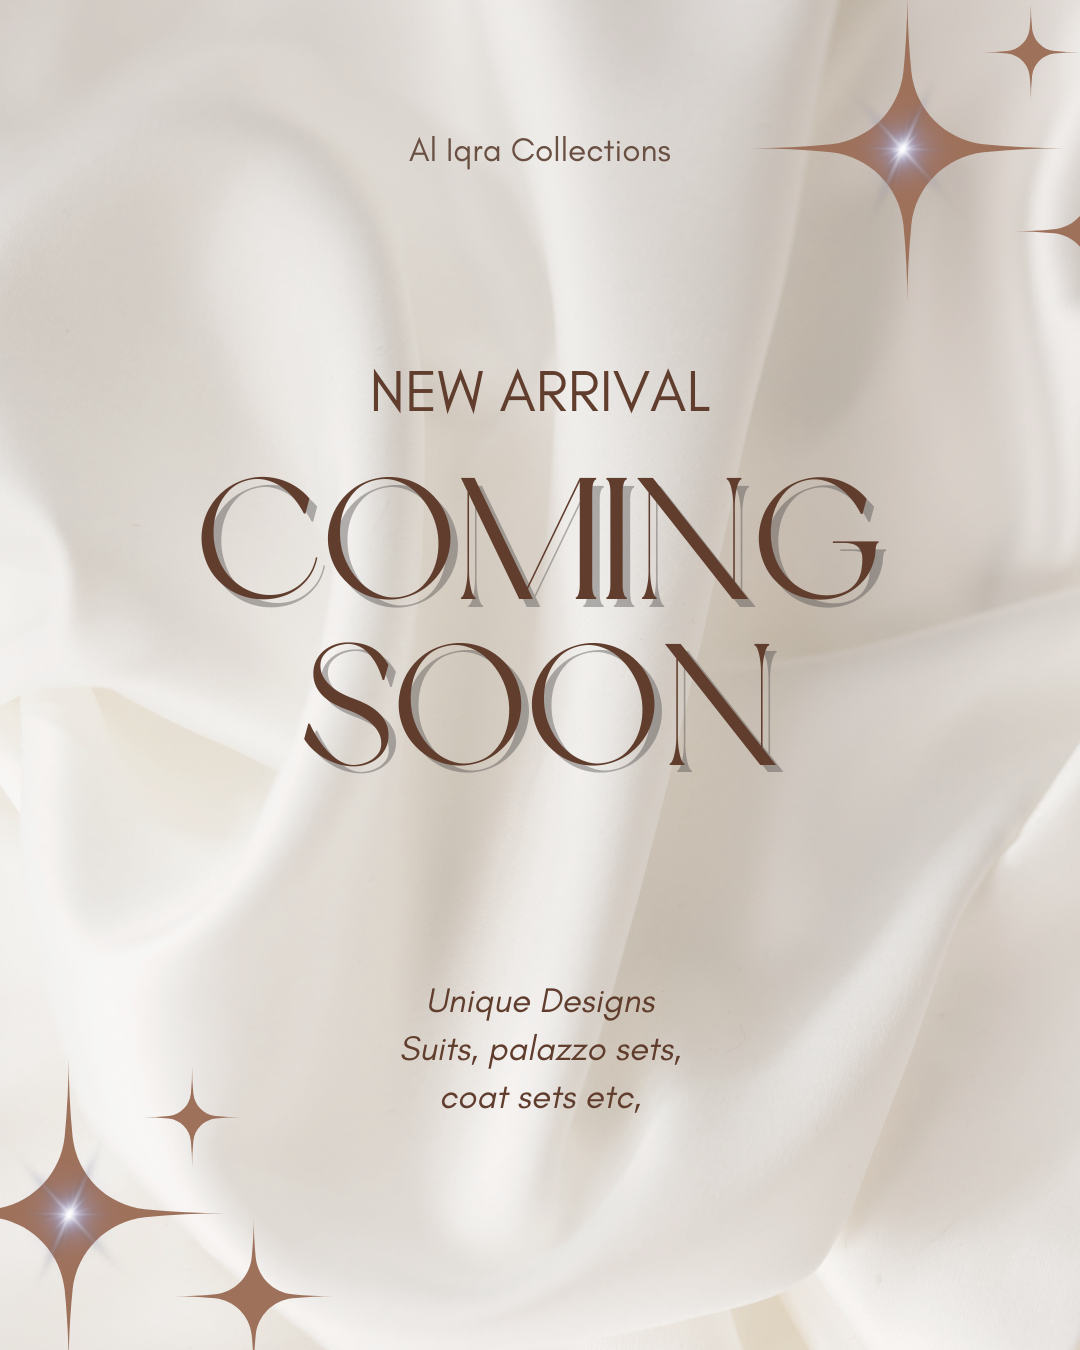 Al Iqra Collections
NEW ARRIVAL
COMING
SOON
Unique Designs
Suits, palazzo sets,
coat sets etc,